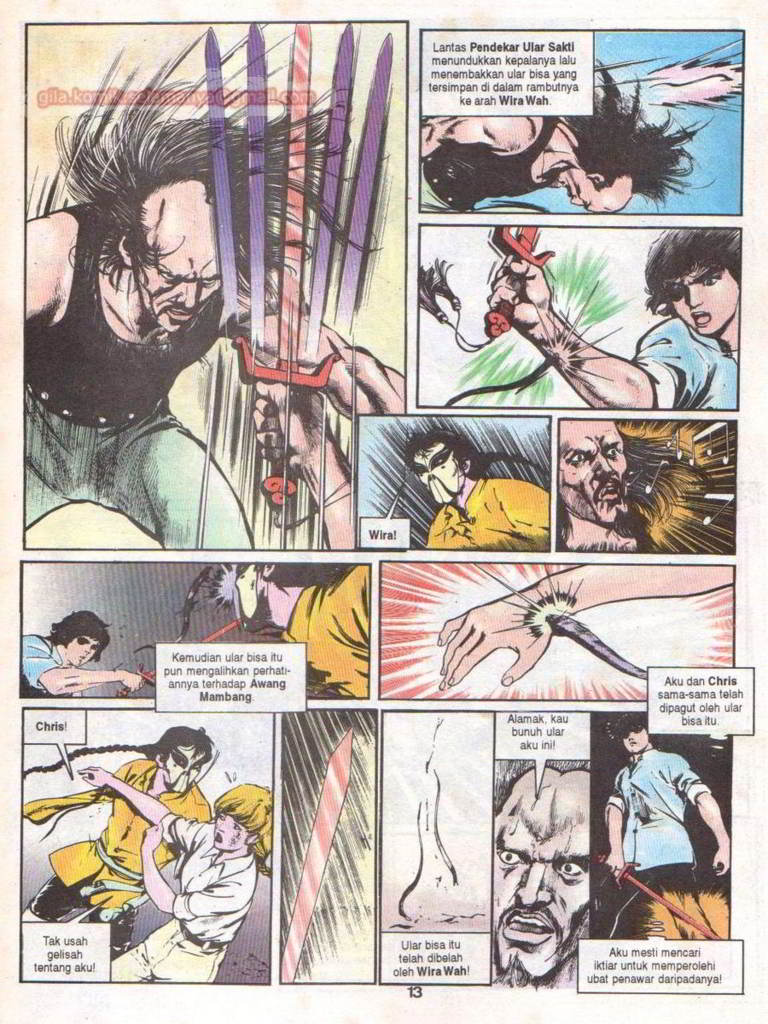 Lantas Pendekar Ular Sakti
menundukkan kepalanya lalu
menembakkan ular bisa yang
tersimpan di dalam rambutnya
ke arah Wira Wah.
Wira!
Kemudian ular bisa itu
pun mengalihkan perhati-
annya terhadap Awang
Mambang.
Aku dan Chris
sama-sama telah
dipagut oleh ular
bisa itu.
Chris!
Tak usah
gelisah
tentang aku!
Ular bisa itu
telah dibelah
oleh Wira Wah!
Alamak, kau
bunuh ular
aku ini!
Aku mesti mencari
iktiar untuk memperolehi
ubat penawar daripadanya!
13